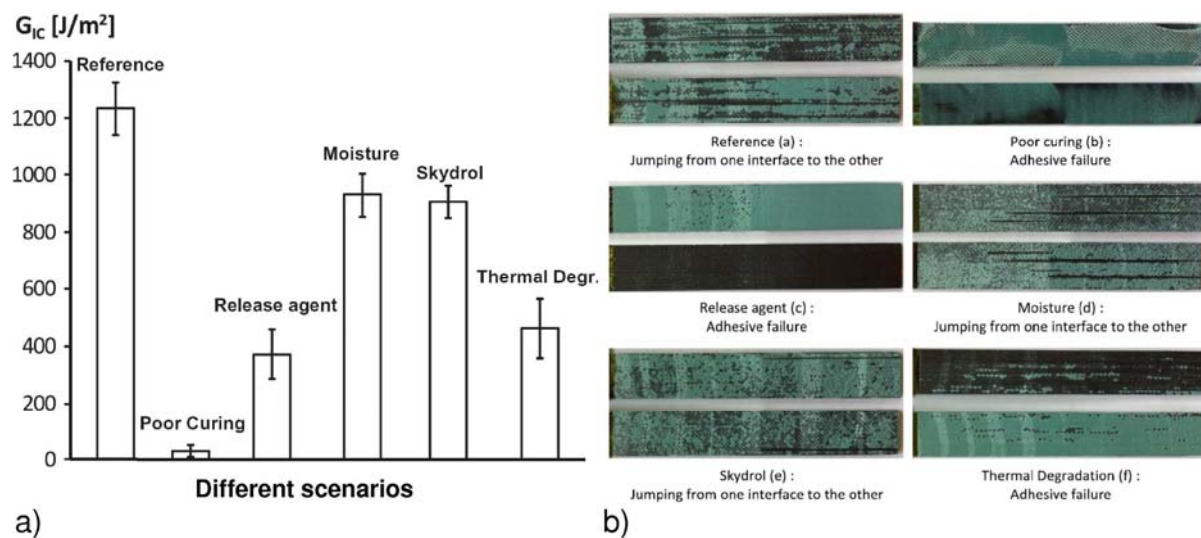 G_IC [J/m²]
1400
1200
1000
800
600
400
200
0
Reference
Poor Curing
Release agent
Moisture
Skydrol
Thermal Degr.
Different scenarios
a)
Reference (a) :
Jumping from one interface to the other
Poor curing (b) :
Adhesive failure
Release agent (c) :
Adhesive failure
Moisture (d) :
Jumping from one interface to the other
Skydrol (e) :
Jumping from one interface to the other
Thermal Degradation (f) :
Adhesive failure
b)